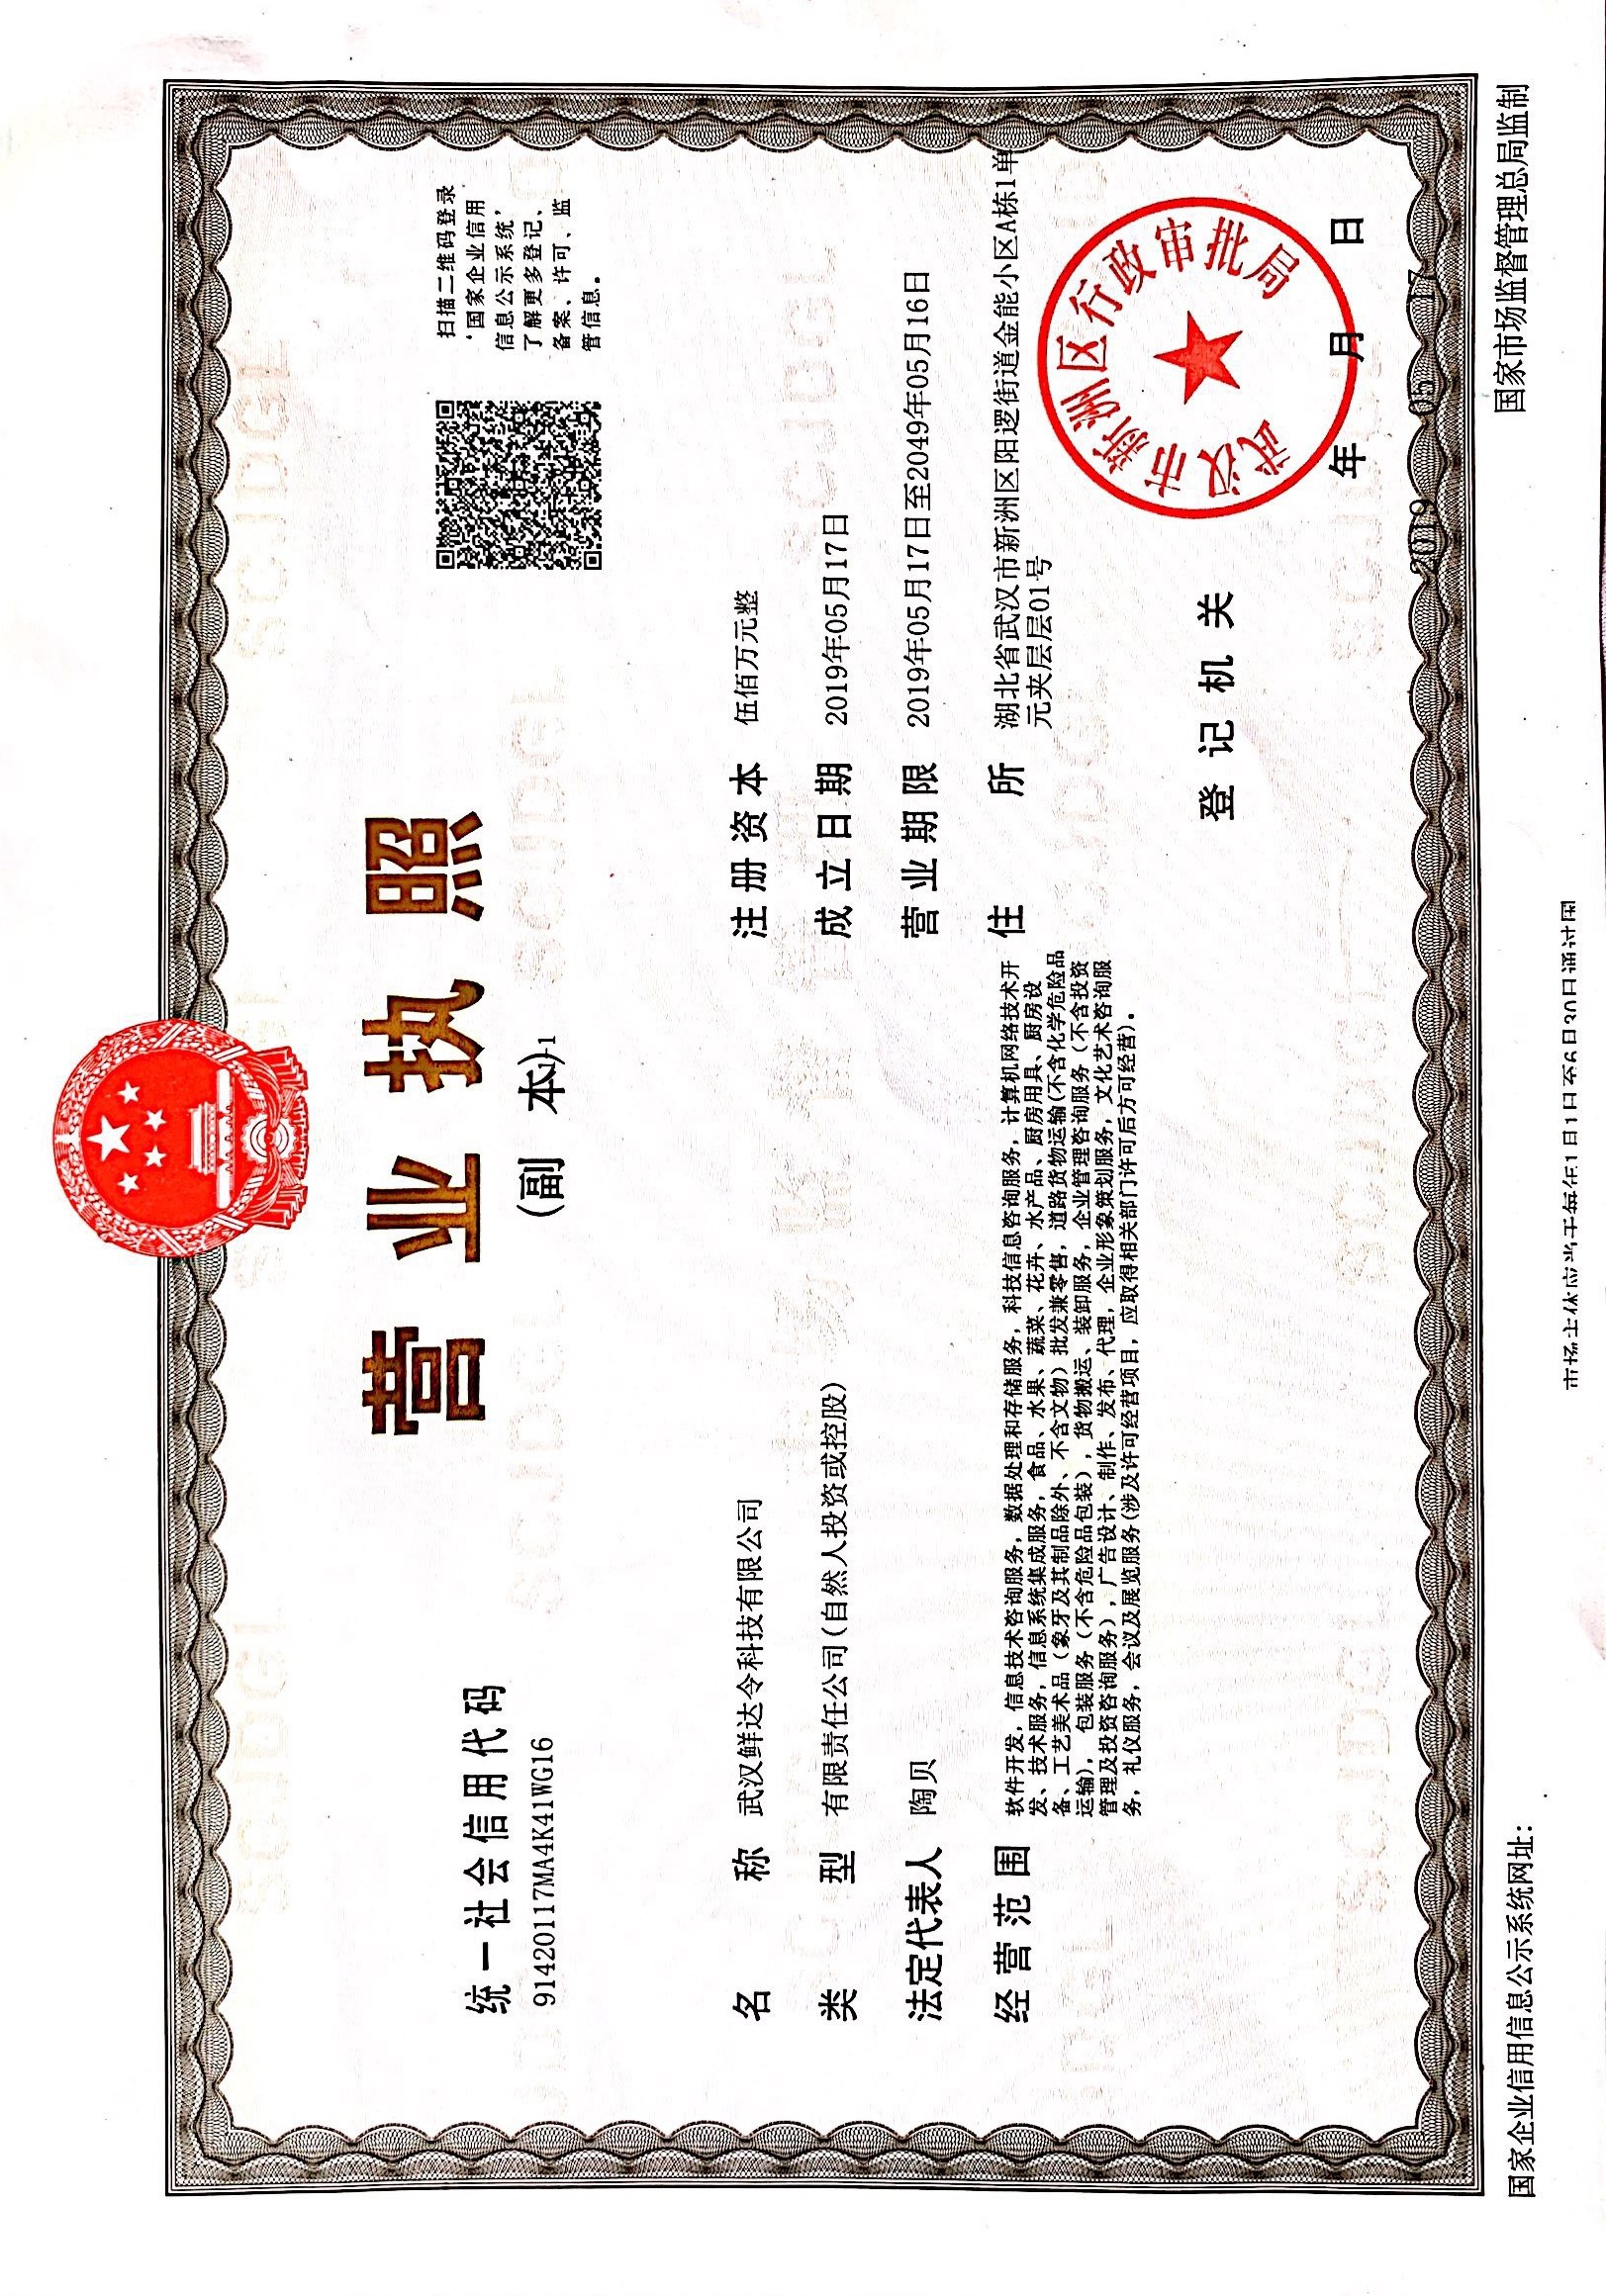 营业执照
(副 本)-1
统一社会信用代码
91420117MA4K41WG16
扫描二维码登录
‘国家企业信用
信息公示系统’
了解更多登记、
备案、许可、监
管信息。
名 称 武汉鲜达令科技有限公司
类 型 有限责任公司(自然人投资或控股)
法定代表人 陶贝
经营范围 软件开发，信息技术咨询服务，数据处理和存储服务，科技信息咨询服务，计算机网络技术开
发、技术服务，信息系统集成服务，食品、水果、蔬菜、花卉、水产品、厨房用具、厨房设
备、工艺美术品（象牙及其制品除外、不含文物）批发兼零售，道路货物运输(不含化学危险品
运输)，包装服务（不含危险品包装），货物搬运、装卸服务，企业管理咨询服务（不含投资
管理及投资咨询服务），广告设计、制作、发布、代理，企业形象策划服务，文化艺术咨询服
务，礼仪服务，会议及展览服务(涉及许可经营项目，应取得相关部门许可后方可经营)。
注册资本 伍佰万元整
成立日期 2019年05月17日
营业期限 2019年05月17日至2049年05月16日
住 所 湖北省武汉市新洲区阳逻街道金能小区A栋1单
元夹层层01号
登记机关
武汉市新洲区行政审批局
年 月 日
2019 05 17
国家企业信用信息公示系统网址：
国家市场监督管理总局监制
市场主体应当于每年1月1日至6月30日通过国